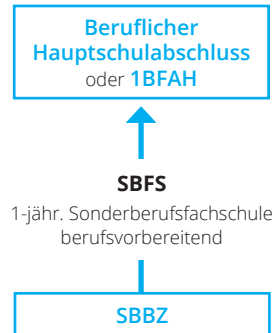 Beruflicher
Hauptschulabschluss
oder 1BFAH
SBFS
1-jähr. Sonderberufsfachschule
berufsvorbereitend
SBBZ